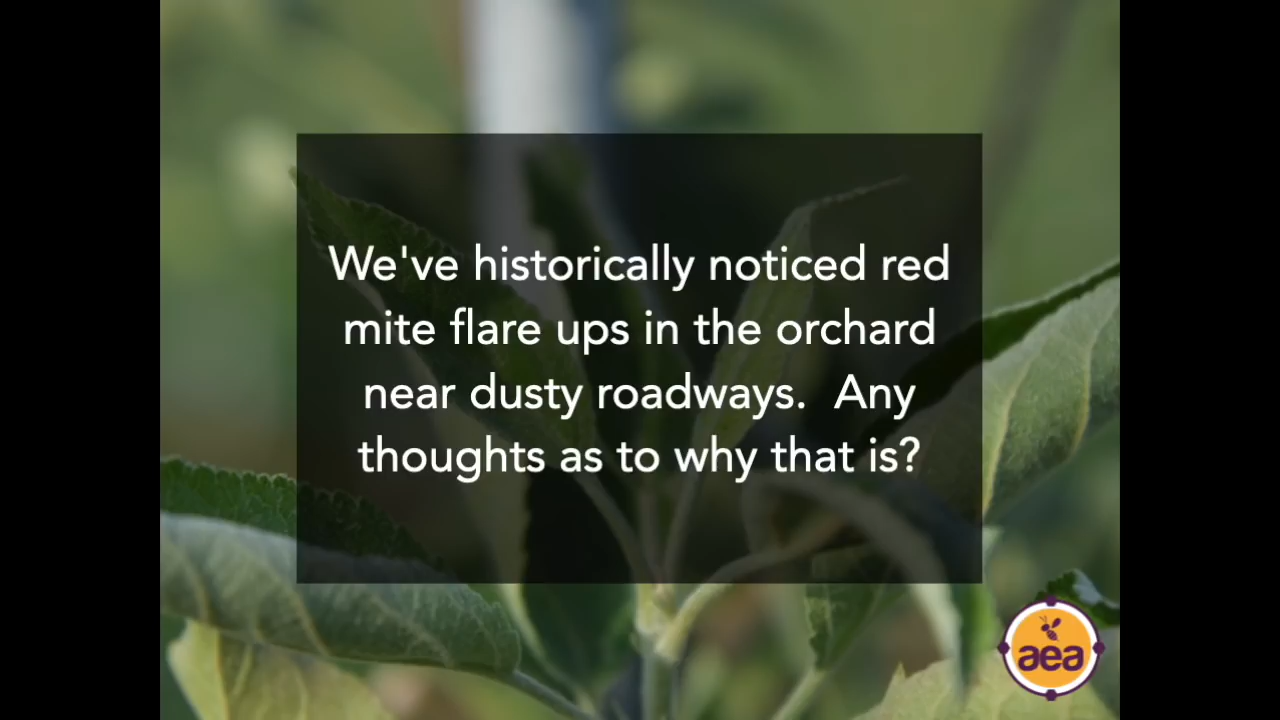 We've historically noticed red
mite flare ups in the orchard
near dusty roadways.  Any
thoughts as to why that is?
aea